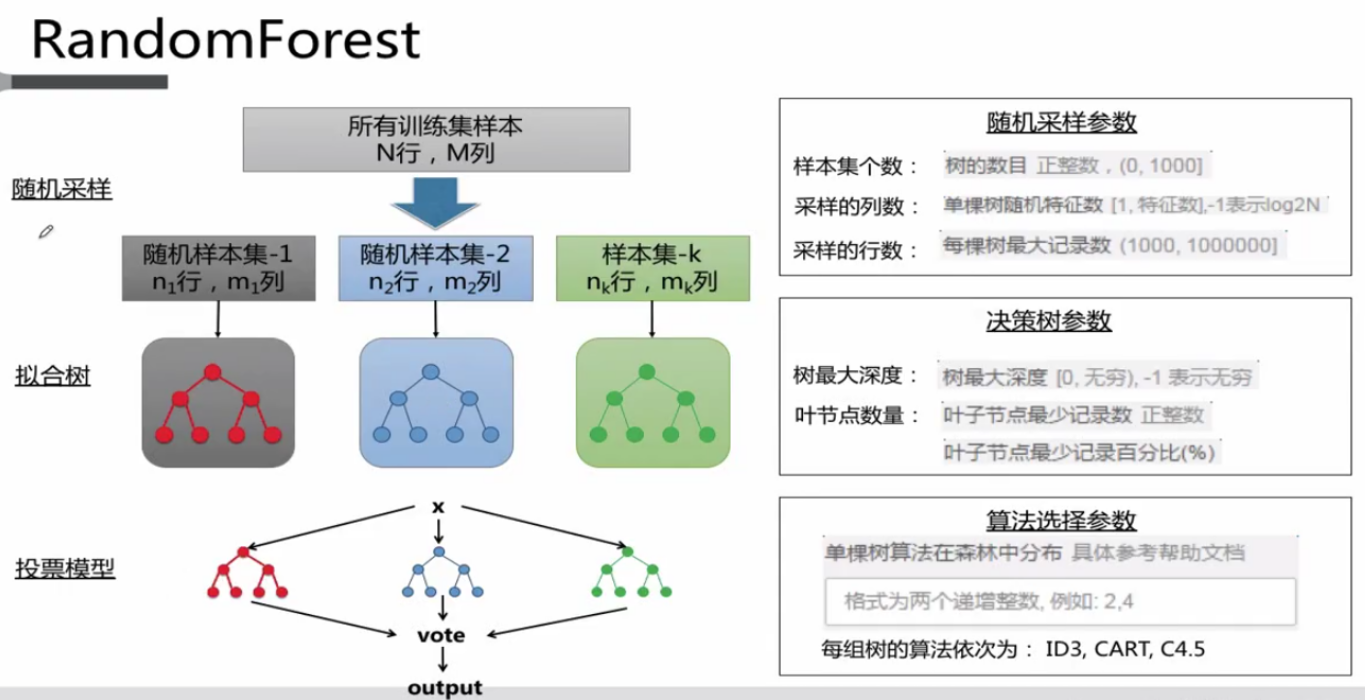 RandomForest
所有训练集样本
N行，M列
随机采样
随机样本集-1
n₁行，m₁列
随机样本集-2
n₂行，m₂列
样本集-k
nₖ行，mₖ列
拟合树
x
投票模型
vote
output
随机采样参数
样本集个数： 树的数目 正整数，(0, 1000]
采样的列数： 单棵树随机特征数 [1, 特征数],-1表示log2N
采样的行数： 每棵树最大记录数 (1000, 1000000]
决策树参数
树最大深度： 树最大深度 [0, 无穷), -1 表示无穷
叶节点数量： 叶子节点最少记录数 正整数
叶子节点最少记录百分比(%)
算法选择参数
单棵树算法在森林中分布 具体参考帮助文档
格式为两个递增整数, 例如: 2,4
每组树的算法依次为： ID3, CART, C4.5